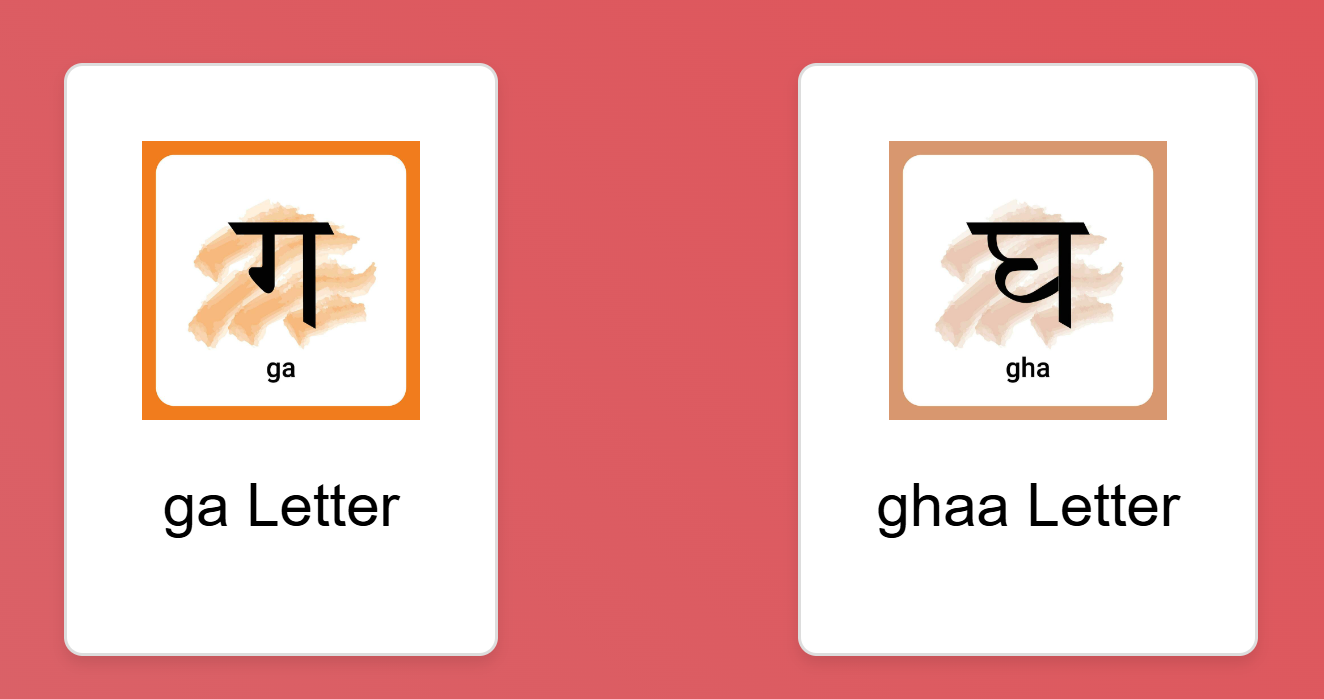 ग
ga
ga Letter
घ
gha
ghaa Letter